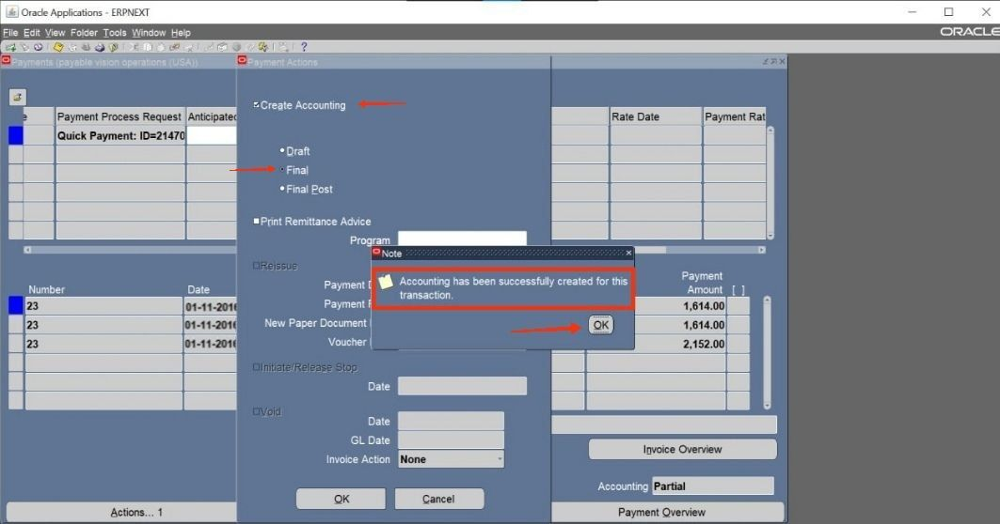 Oracle Applications - ERPNEXT
File Edit View Folder Tools Window Help
ORACLE
Payments (payable vision operations (USA))
Payment Actions
Create Accounting
Payment Process Request Anticipated
Rate Date Payment Rat
Quick Payment: ID=21470
Draft
Final
Final Post
Print Remittance Advice
Program
Note
Reissue
Accounting has been successfully created for this
transaction.
OK
Payment
New Paper Document
Voucher
Number Date
Payment
Amount [ ]
23 01-11-2016 1,614.00
23 01-11-2016 1,614.00
23 01-11-2016 2,152.00
Initiate/Release Stop
Date
Void
Date
GL Date
Invoice Action None
Invoice Overview
Accounting Partial
OK Cancel
Actions... 1
Payment Overview